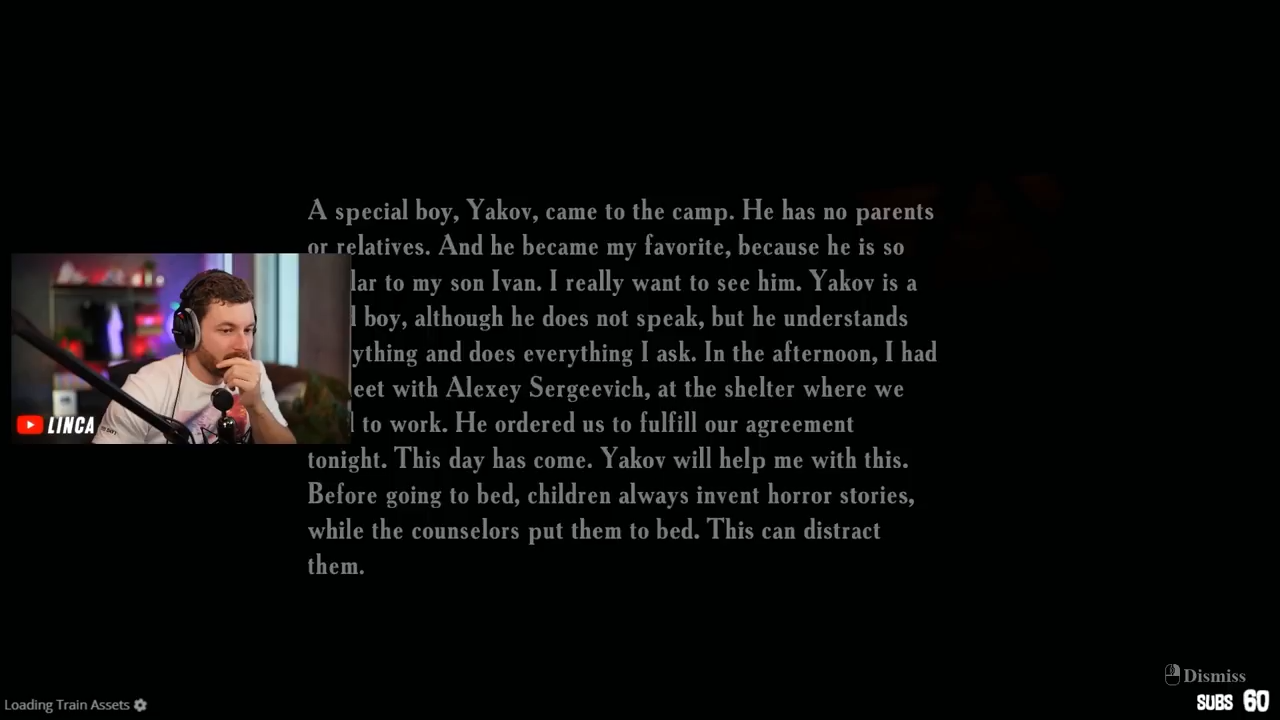 A special boy, Yakov, came to the camp. He has no parents
or relatives. And he became my favorite, because he is so
to my son Ivan. I really want to see him. Yakov is a
boy, although he does not speak, but he understands
and does everything I ask. In the afternoon, I had
with Alexey Sergeevich, at the shelter where we
to work. He ordered us to fulfill our agreement
tonight. This day has come. Yakov will help me with this.
Before going to bed, children always invent horror stories,
while the counselors put them to bed. This can distract
them.
LINCA
Dismiss
Loading Train Assets
SUBS 60